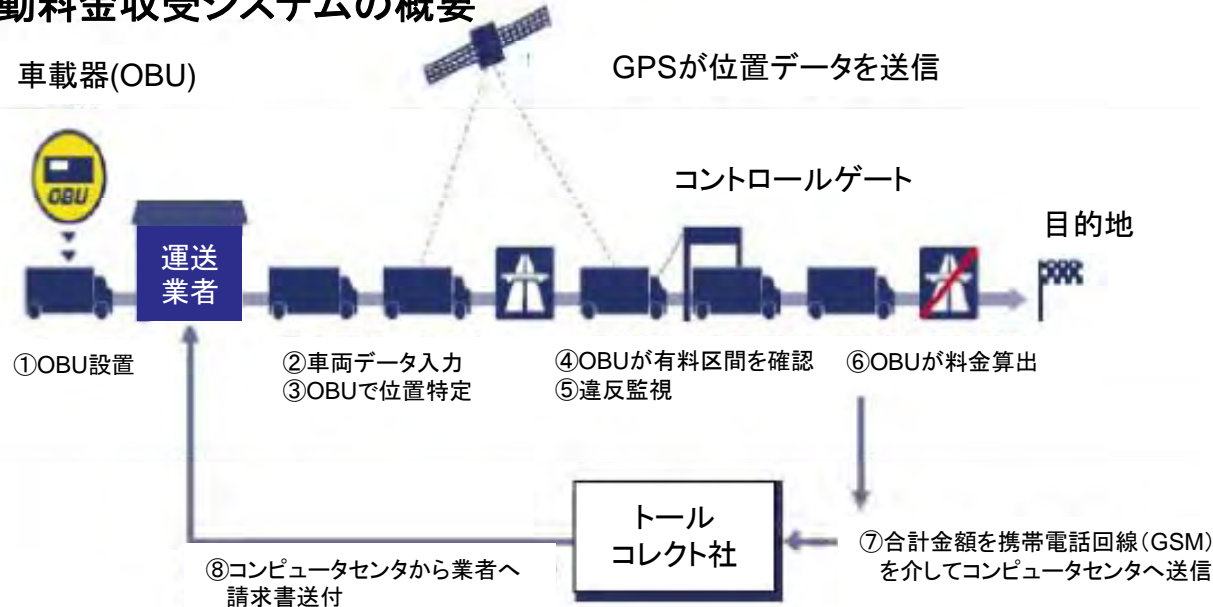 動料金収受システムの概要
車載器(OBU)
GPSが位置データを送信
OBU
コントロールゲート
目的地
運送
業者
①OBU設置
②車両データ入力
③OBUで位置特定
④OBUが有料区間を確認
⑤違反監視
⑥OBUが料金算出
トール
コレクト社
⑦合計金額を携帯電話回線(GSM)
を介してコンピュータセンタへ送信
⑧コンピュータセンタから業者へ
請求書送付